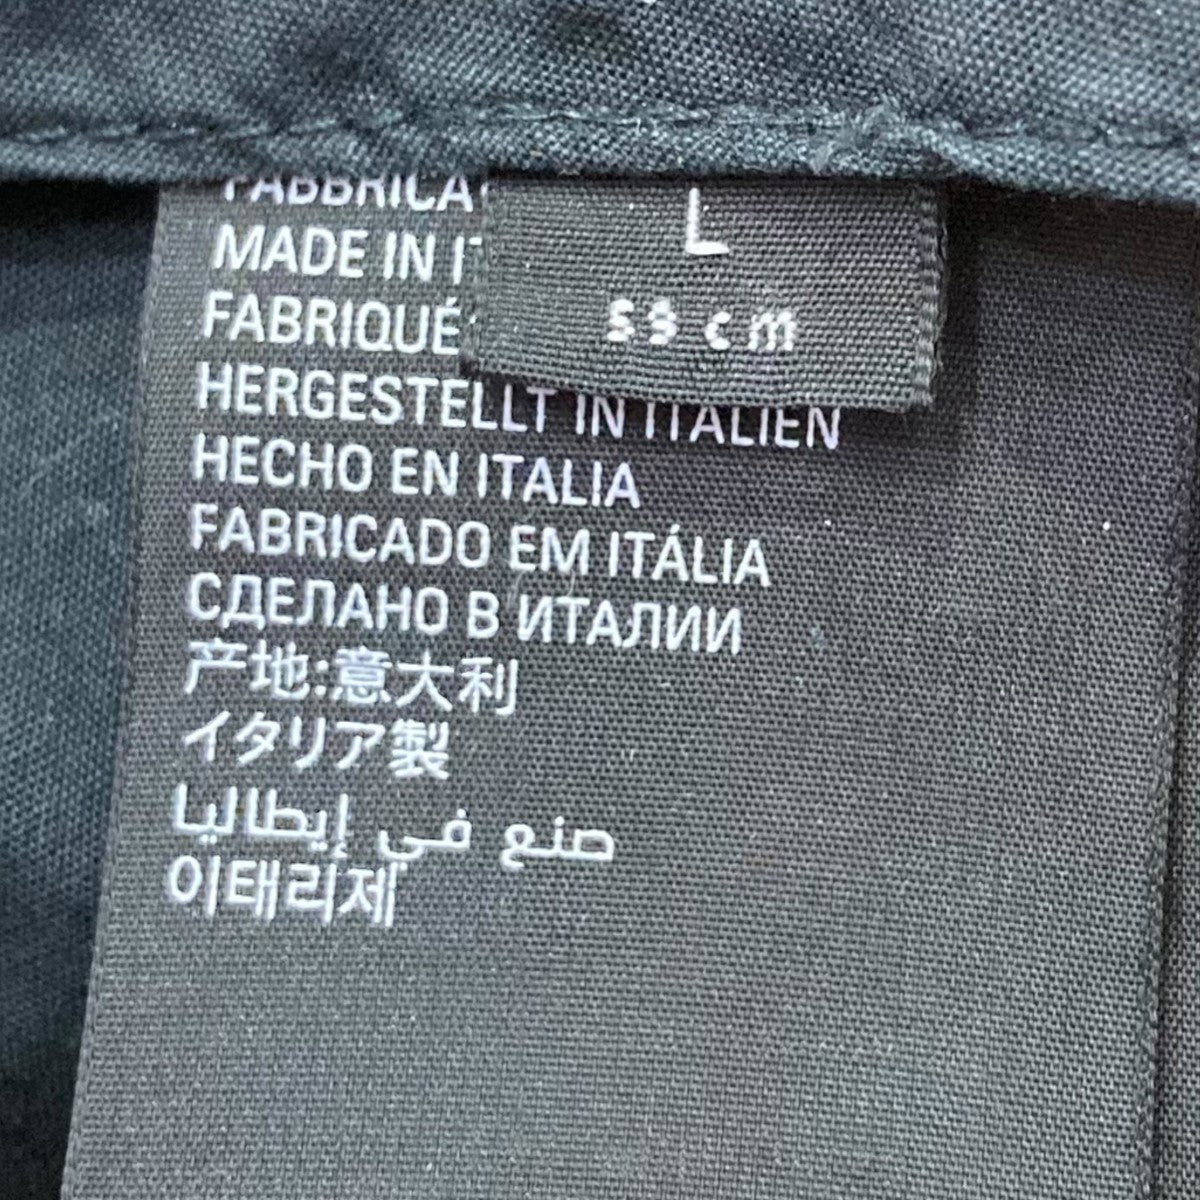 L
59 cm
MADE IN
FABRIQUÉ
HERGESTELLT IN ITALIEN
HECHO EN ITALIA
FABRICADO EM ITÁLIA
СДЕЛАНО В ИТАЛИИ
产地:意大利
イタリア製
صنع في إيطاليا
이태리제